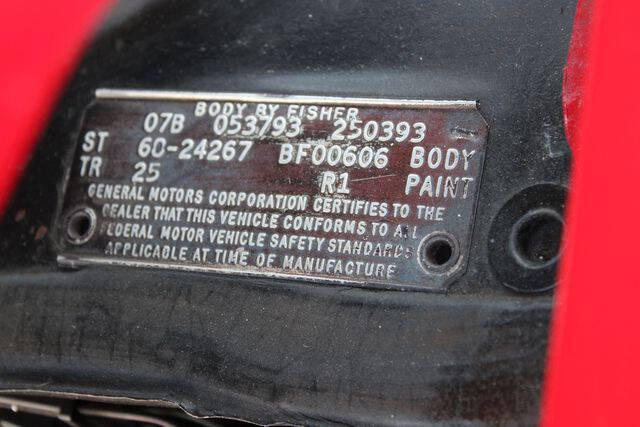 BODY BY FISHER
07B 053793 250393
ST 60-24267 BF00606 BODY
TR 25 R1 PAINT
GENERAL MOTORS CORPORATION CERTIFIES TO THE
DEALER THAT THIS VEHICLE CONFORMS TO ALL
FEDERAL MOTOR VEHICLE SAFETY STANDARDS
APPLICABLE AT TIME OF MANUFACTURE